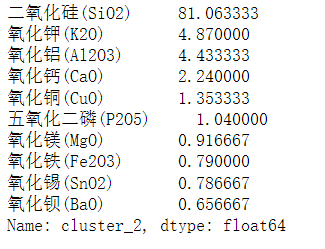 二氧化硅(SiO2)      81.063333
氧化钾(K2O)         4.870000
氧化铝(Al2O3)       4.433333
氧化钙(CaO)         2.240000
氧化铜(CuO)         1.353333
五氧化二磷(P2O5)     1.040000
氧化镁(MgO)         0.916667
氧化铁(Fe2O3)       0.790000
氧化锡(SnO2)        0.786667
氧化钡(BaO)         0.656667
Name: cluster_2, dtype: float64